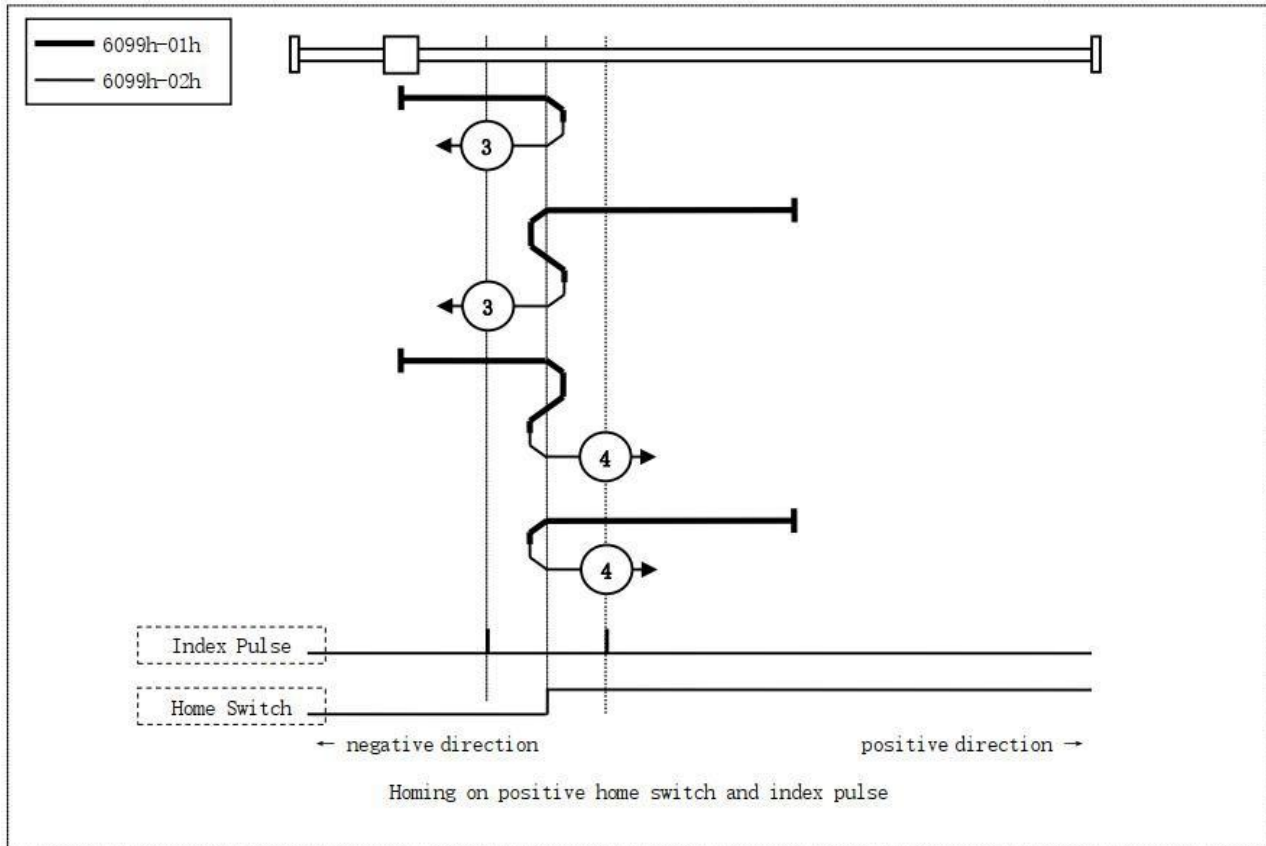 6099h-01h
6099h-02h
3
3
4
4
Index Pulse
Home Switch
← negative direction
positive direction →
Homing on positive home switch and index pulse